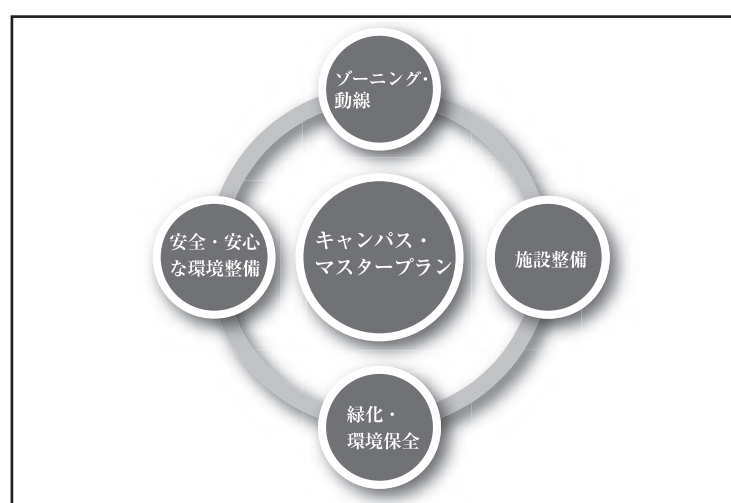 ゾーニング・
動線
安全・安心
な環境整備
キャンパス・
マスタープラン
施設整備
緑化・
環境保全